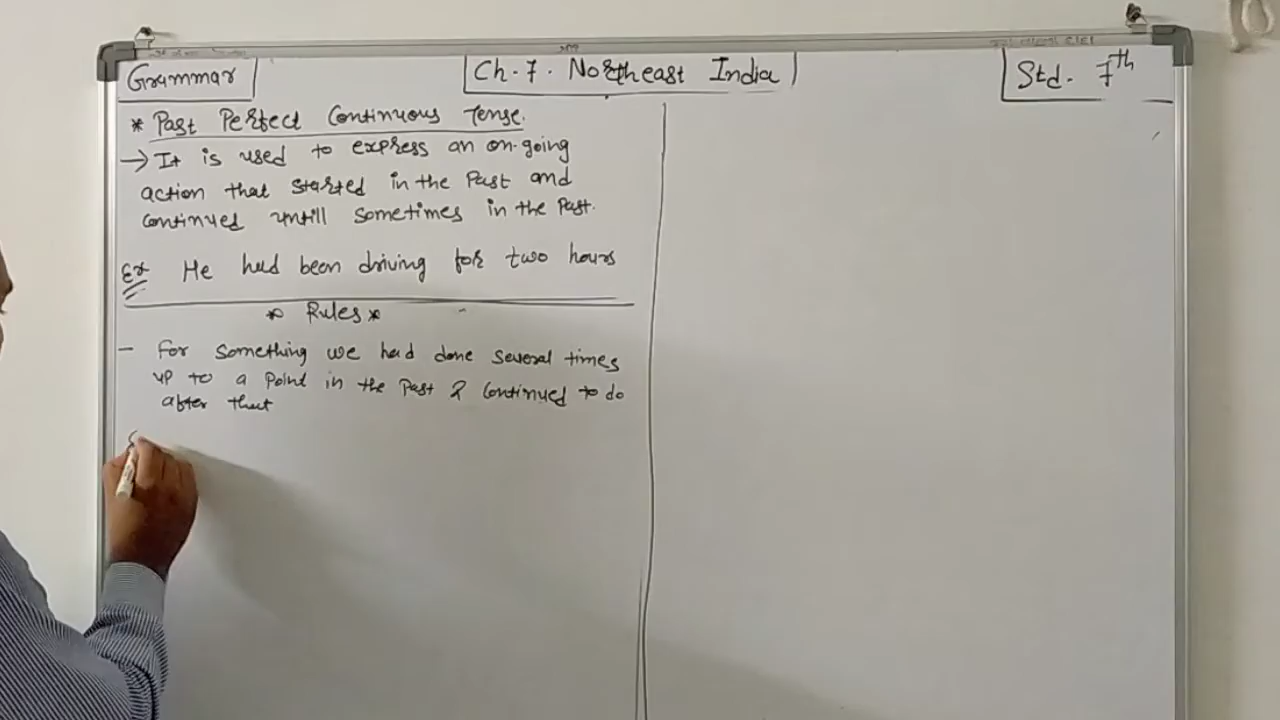 Grammar
Ch. 7. Northeast India
Std. 7th
* Past Perfect Continuous Tense.
→ It is used to express an on-going
action that started in the Past and
continued untill sometimes in the Past.
Ex He had been driving for two hours
* Rules *
- For something we had done several times
up to a Point in the Past & Continued to do
after that